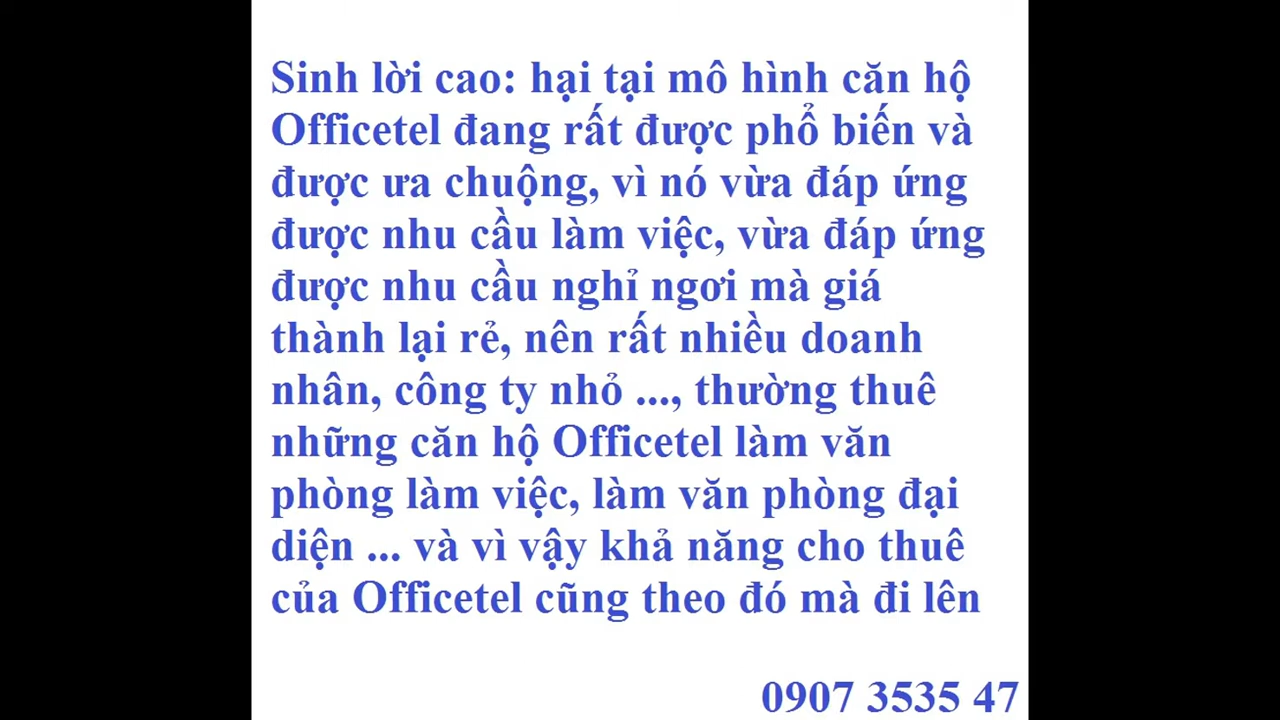 Sinh lời cao: hại tại mô hình căn hộ
Officetel đang rất được phổ biến và
được ưa chuộng, vì nó vừa đáp ứng
được nhu cầu làm việc, vừa đáp ứng
được nhu cầu nghỉ ngơi mà giá
thành lại rẻ, nên rất nhiều doanh
nhân, công ty nhỏ ..., thường thuê
những căn hộ Officetel làm văn
phòng làm việc, làm văn phòng đại
diện ... và vì vậy khả năng cho thuê
của Officetel cũng theo đó mà đi lên
0907 3535 47